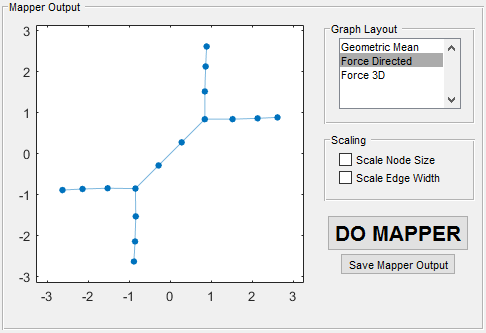 Mapper Output
3
2
1
0
-1
-2
-3
-3 -2 -1 0 1 2 3
Graph Layout
Geometric Mean
Force Directed
Force 3D
Scaling
Scale Node Size
Scale Edge Width
DO MAPPER
Save Mapper Output